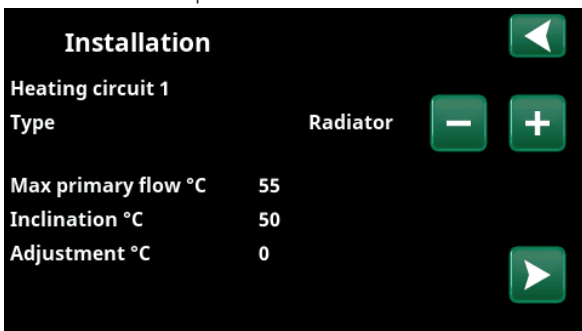 Installation
Heating circuit 1
Type Radiator
Max primary flow °C 55
Inclination °C 50
Adjustment °C 0